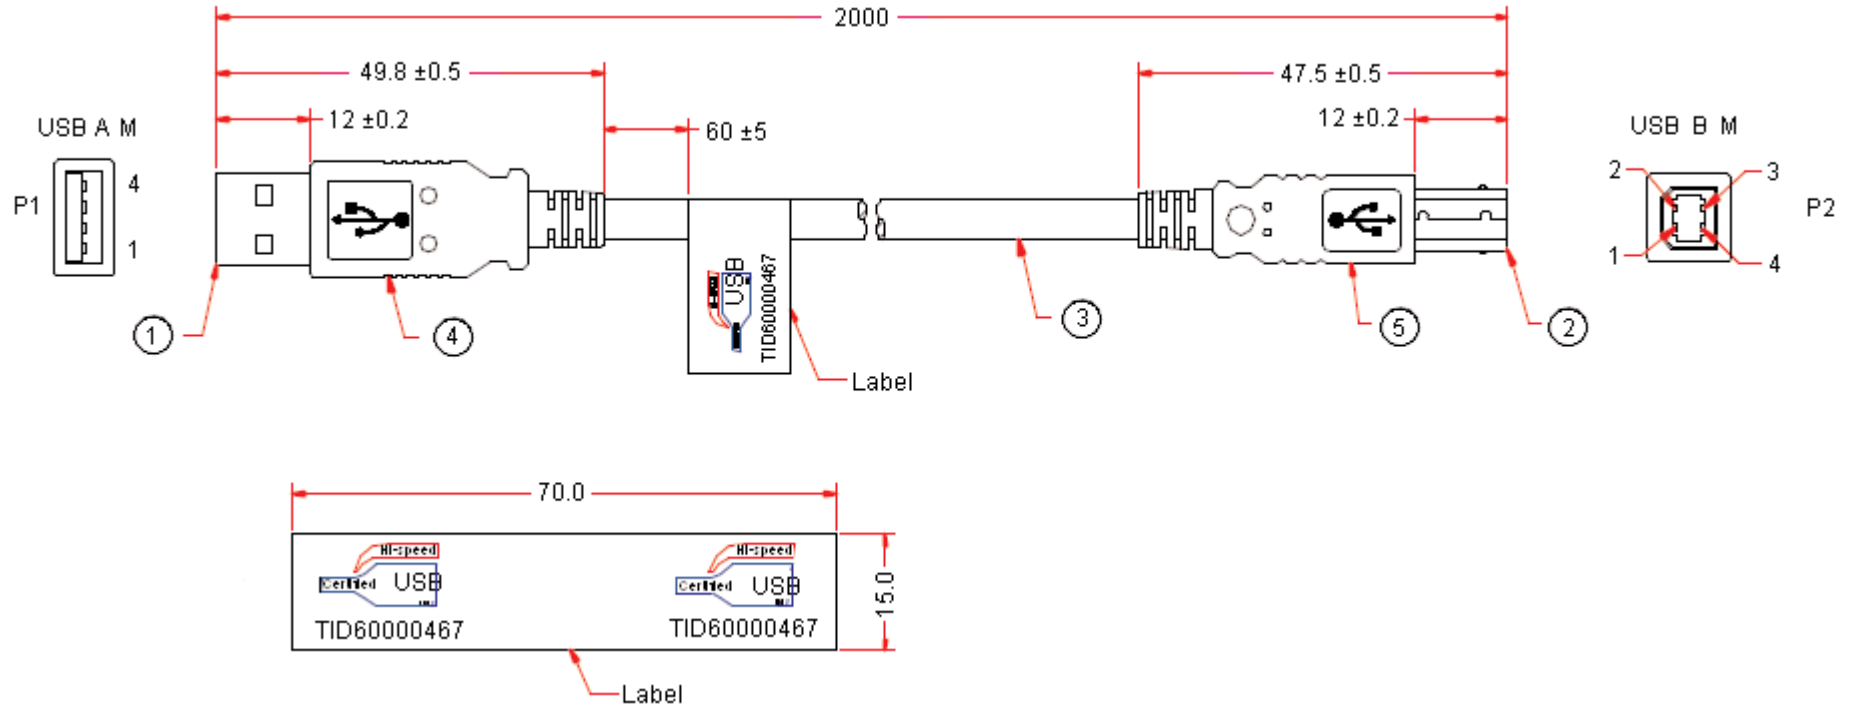 2000
49.8 ±0.5
47.5 ±0.5
12 ±0.2
60 ±5
12 ±0.2
USB A M
USB B M
P1
4
1
2
3
1
4
P2
USB
TID60000467
1
4
3
5
2
Label
70.0
Hi-speed
Certified USB
TID60000467
Hi-speed
Certified USB
TID60000467
15.0
Label